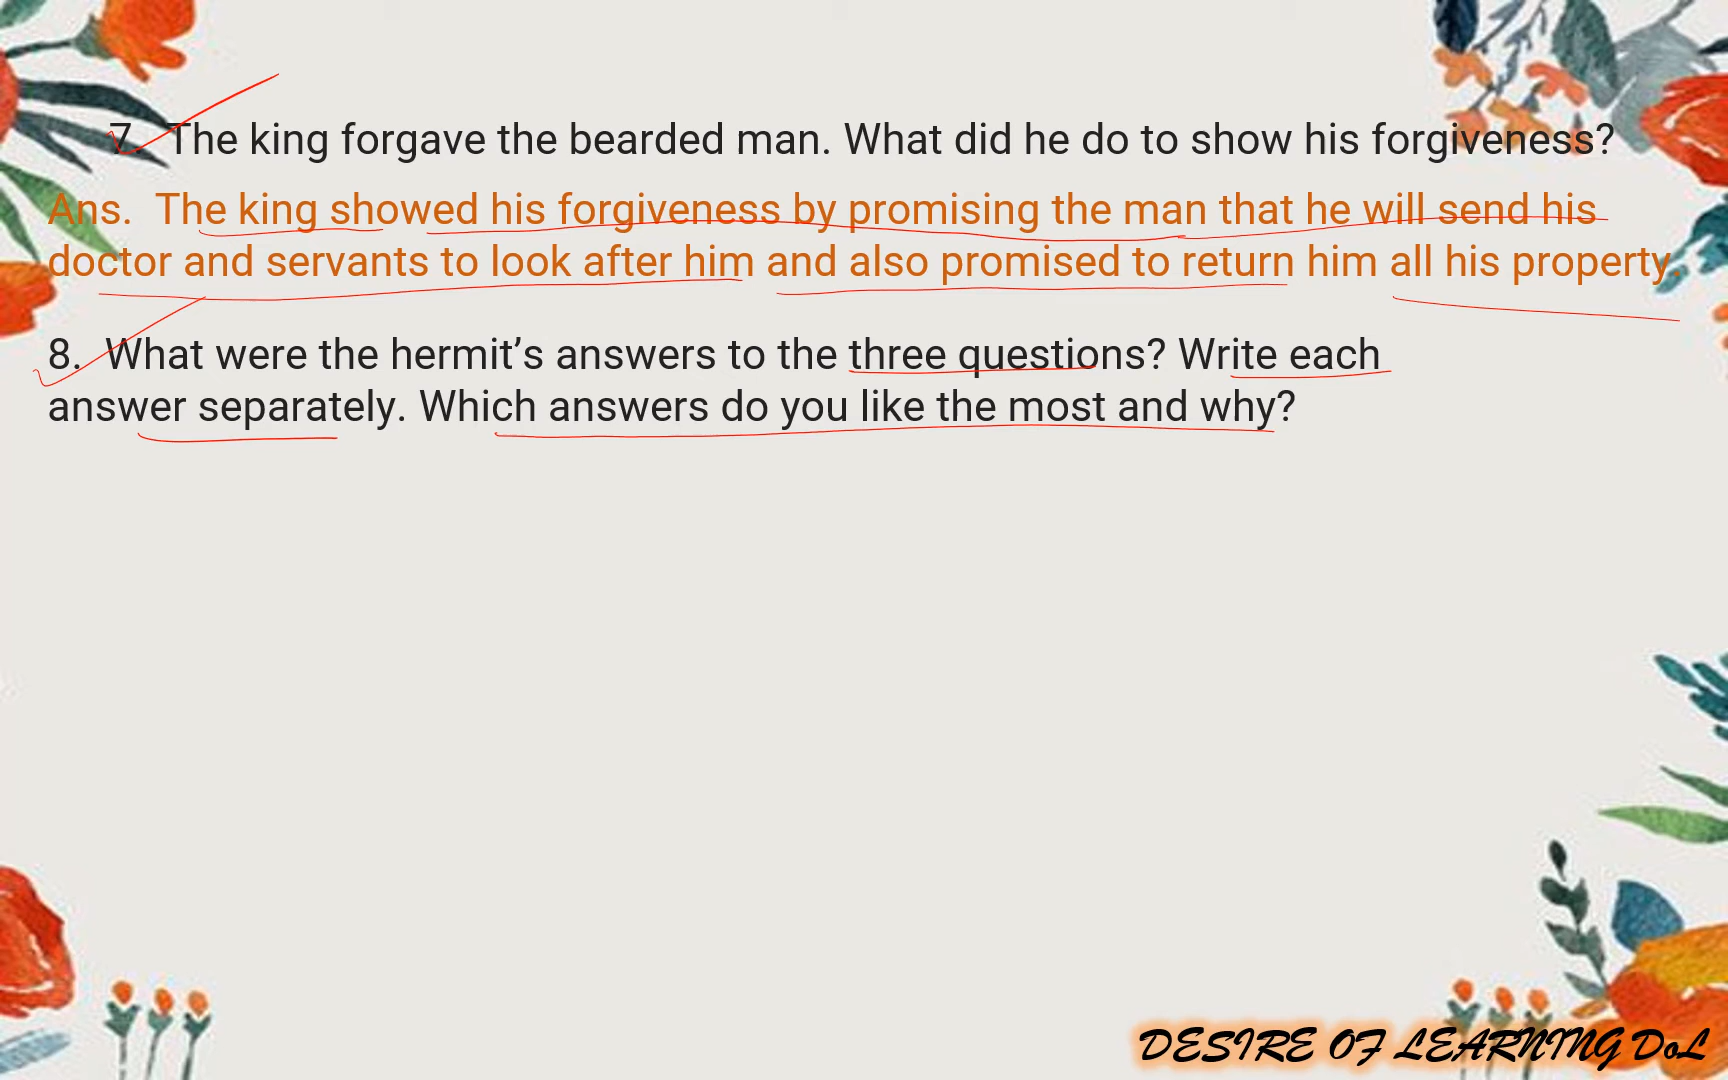 7. The king forgave the bearded man. What did he do to show his forgiveness?
Ans. The king showed his forgiveness by promising the man that he will send his
doctor and servants to look after him and also promised to return him all his property.
8. What were the hermit’s answers to the three questions? Write each
answer separately. Which answers do you like the most and why?
DESIRE OF LEARNING DoL